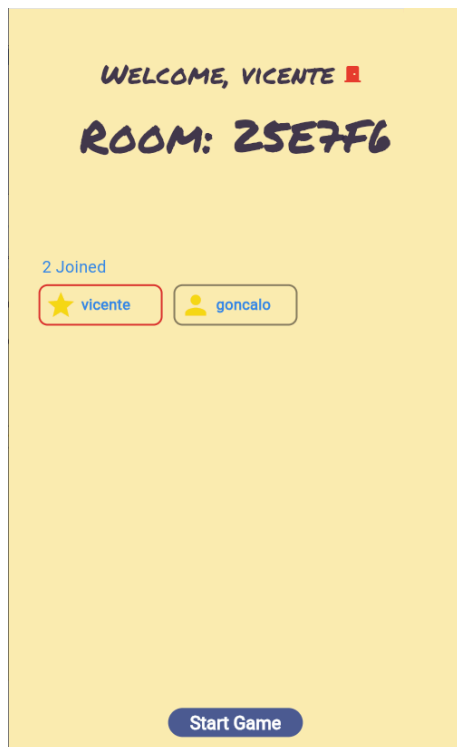 Welcome, vicente
Room: 25E7F6
2 Joined
vicente
goncalo
Start Game